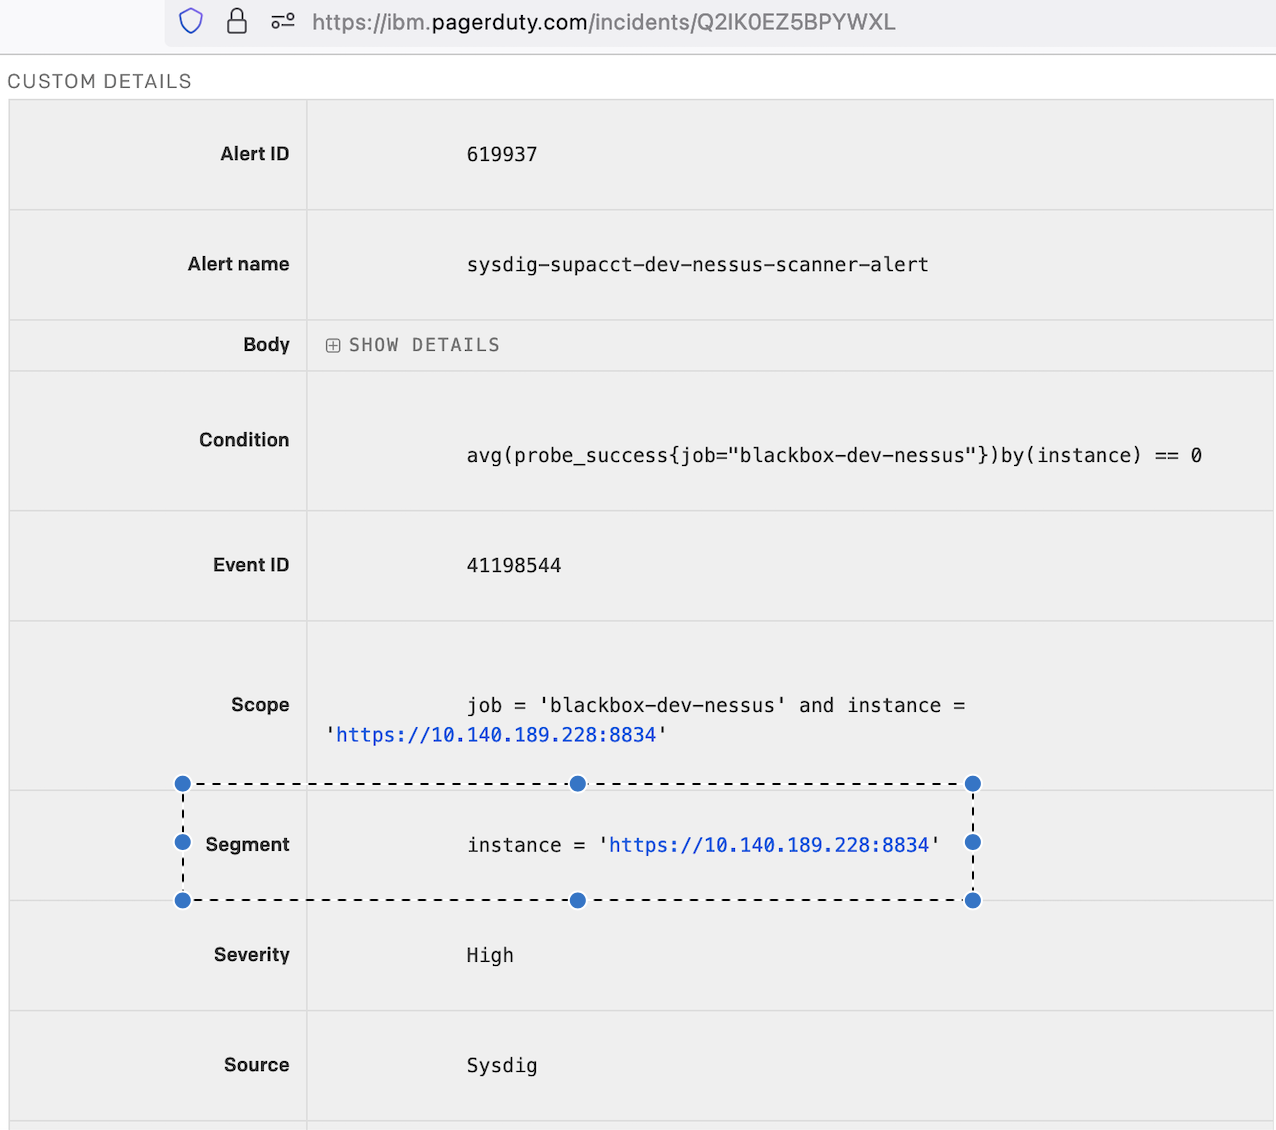 https://ibm.pagerduty.com/incidents/Q2IK0EZ5BPYWXL
CUSTOM DETAILS
Alert ID 619937
Alert name sysdig-supacct-dev-nessus-scanner-alert
Body SHOW DETAILS
Condition avg(probe_success{job="blackbox-dev-nessus"})by(instance) == 0
Event ID 41198544
Scope job = 'blackbox-dev-nessus' and instance =
'https://10.140.189.228:8834'
Segment instance = 'https://10.140.189.228:8834'
Severity High
Source Sysdig